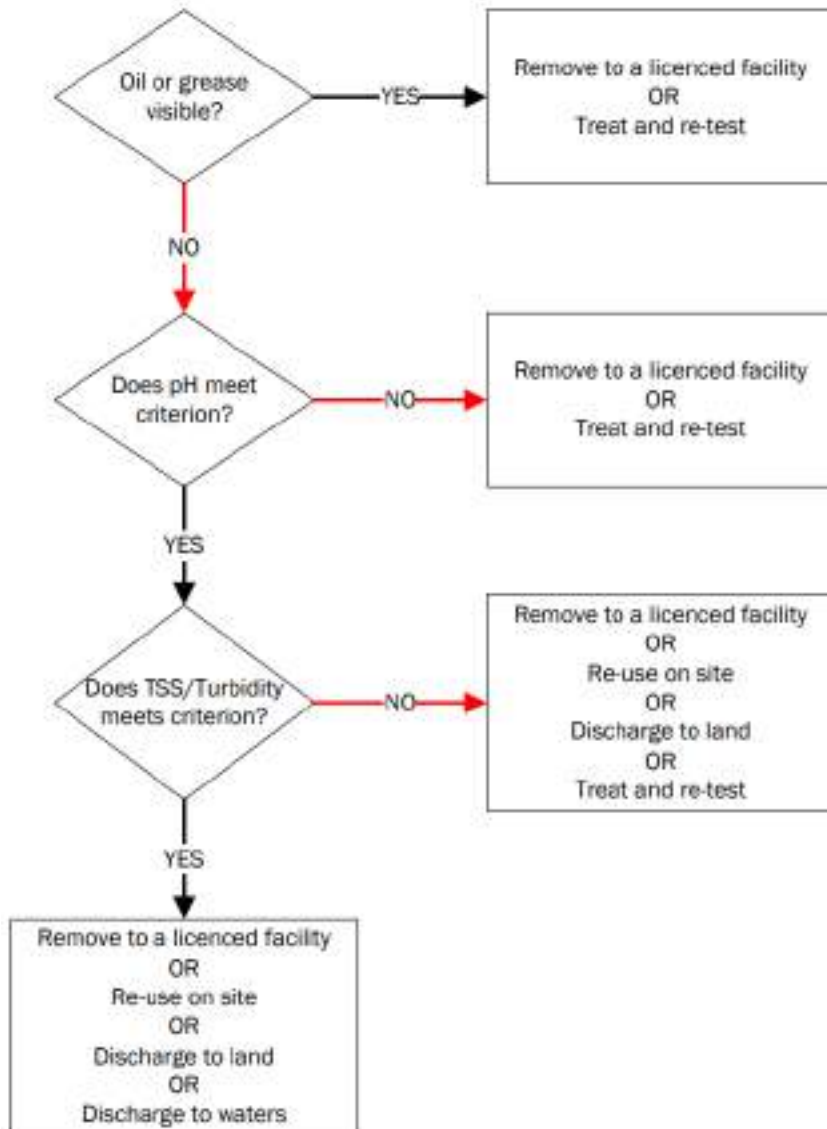 Oil or grease
visible?
YES
Remove to a licenced facility
OR
Treat and re-test
NO
Does pH meet
criterion?
NO
Remove to a licenced facility
OR
Treat and re-test
YES
Does TSS/Turbidity
meets criterion?
NO
Remove to a licenced facility
OR
Re-use on site
OR
Discharge to land
OR
Treat and re-test
YES
Remove to a licenced facility
OR
Re-use on site
OR
Discharge to land
OR
Discharge to waters